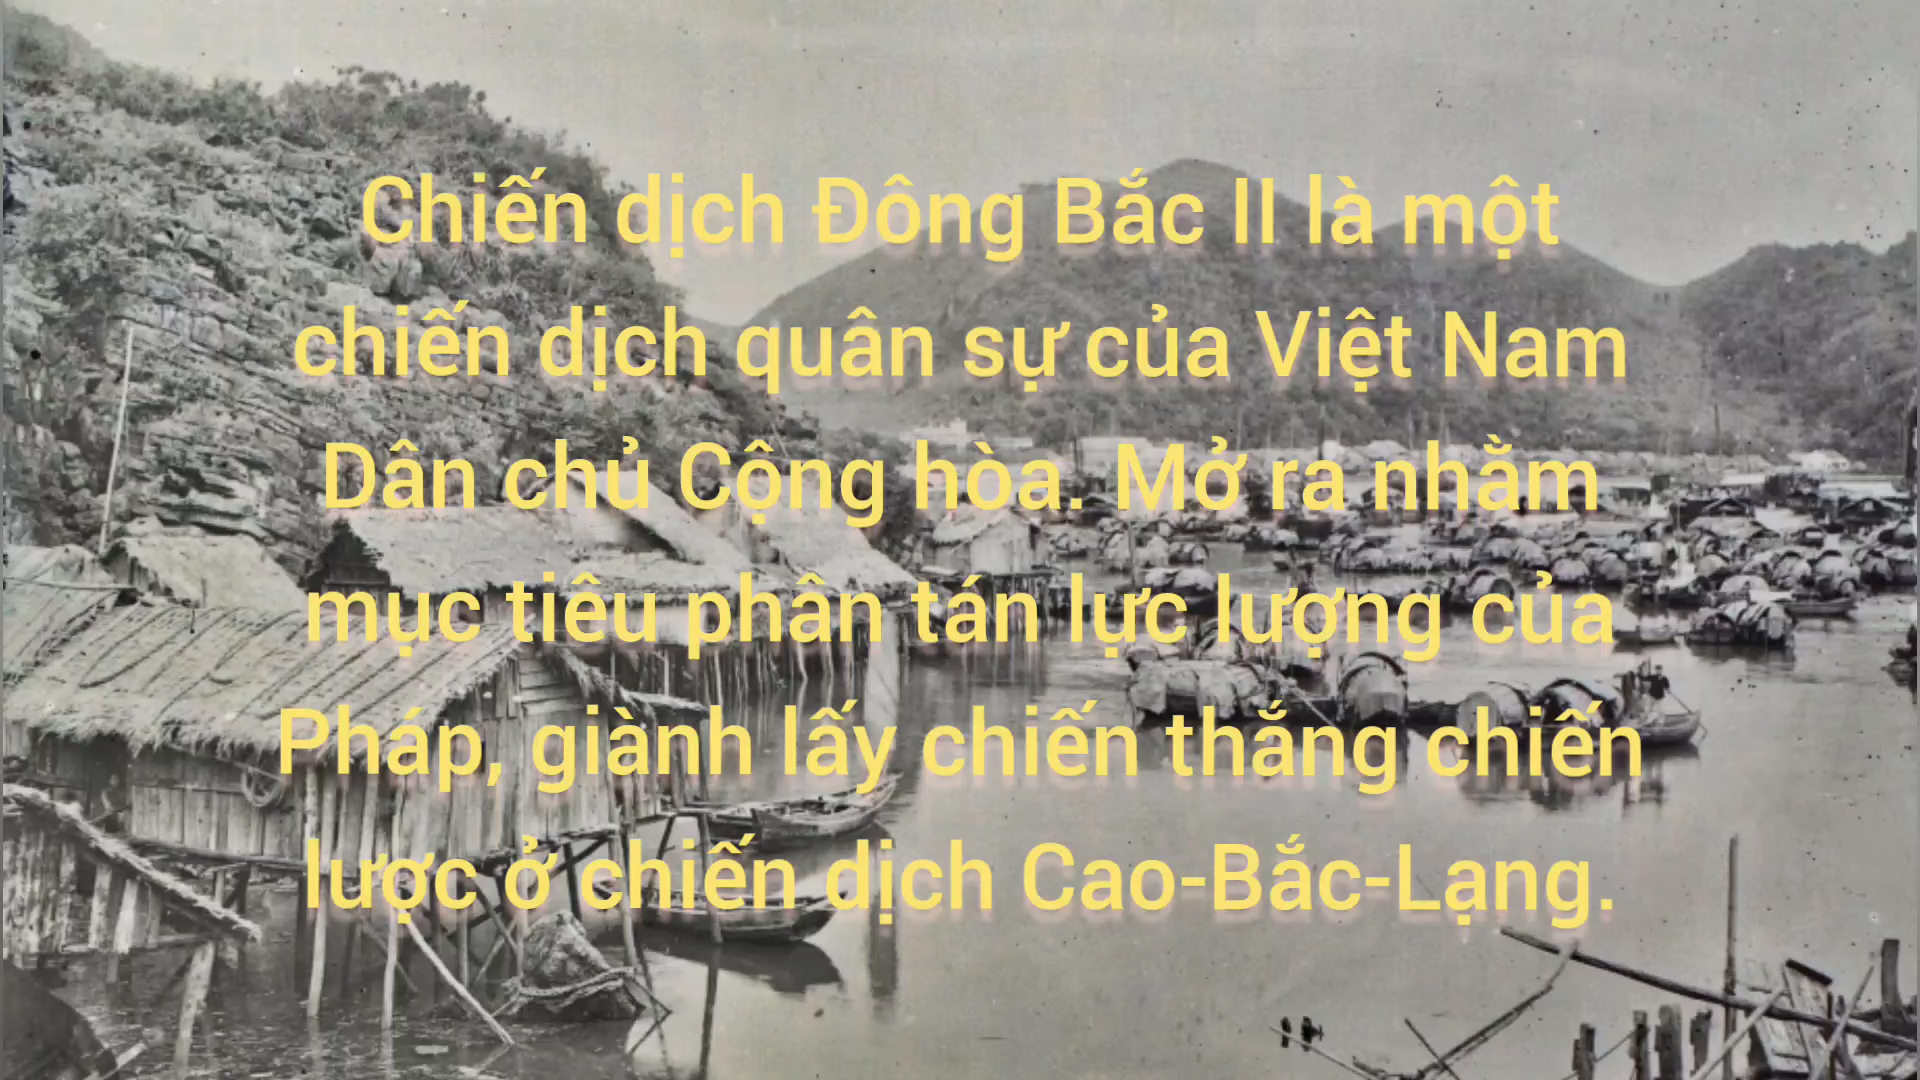 Chiến dịch Đông Bắc II là một
chiến dịch quân sự của Việt Nam
Dân chủ Cộng hòa. Mở ra nhằm
mục tiêu phân tán lực lượng của
Pháp, giành lấy chiến thắng chiến
lược ở chiến dịch Cao-Bắc-Lạng.